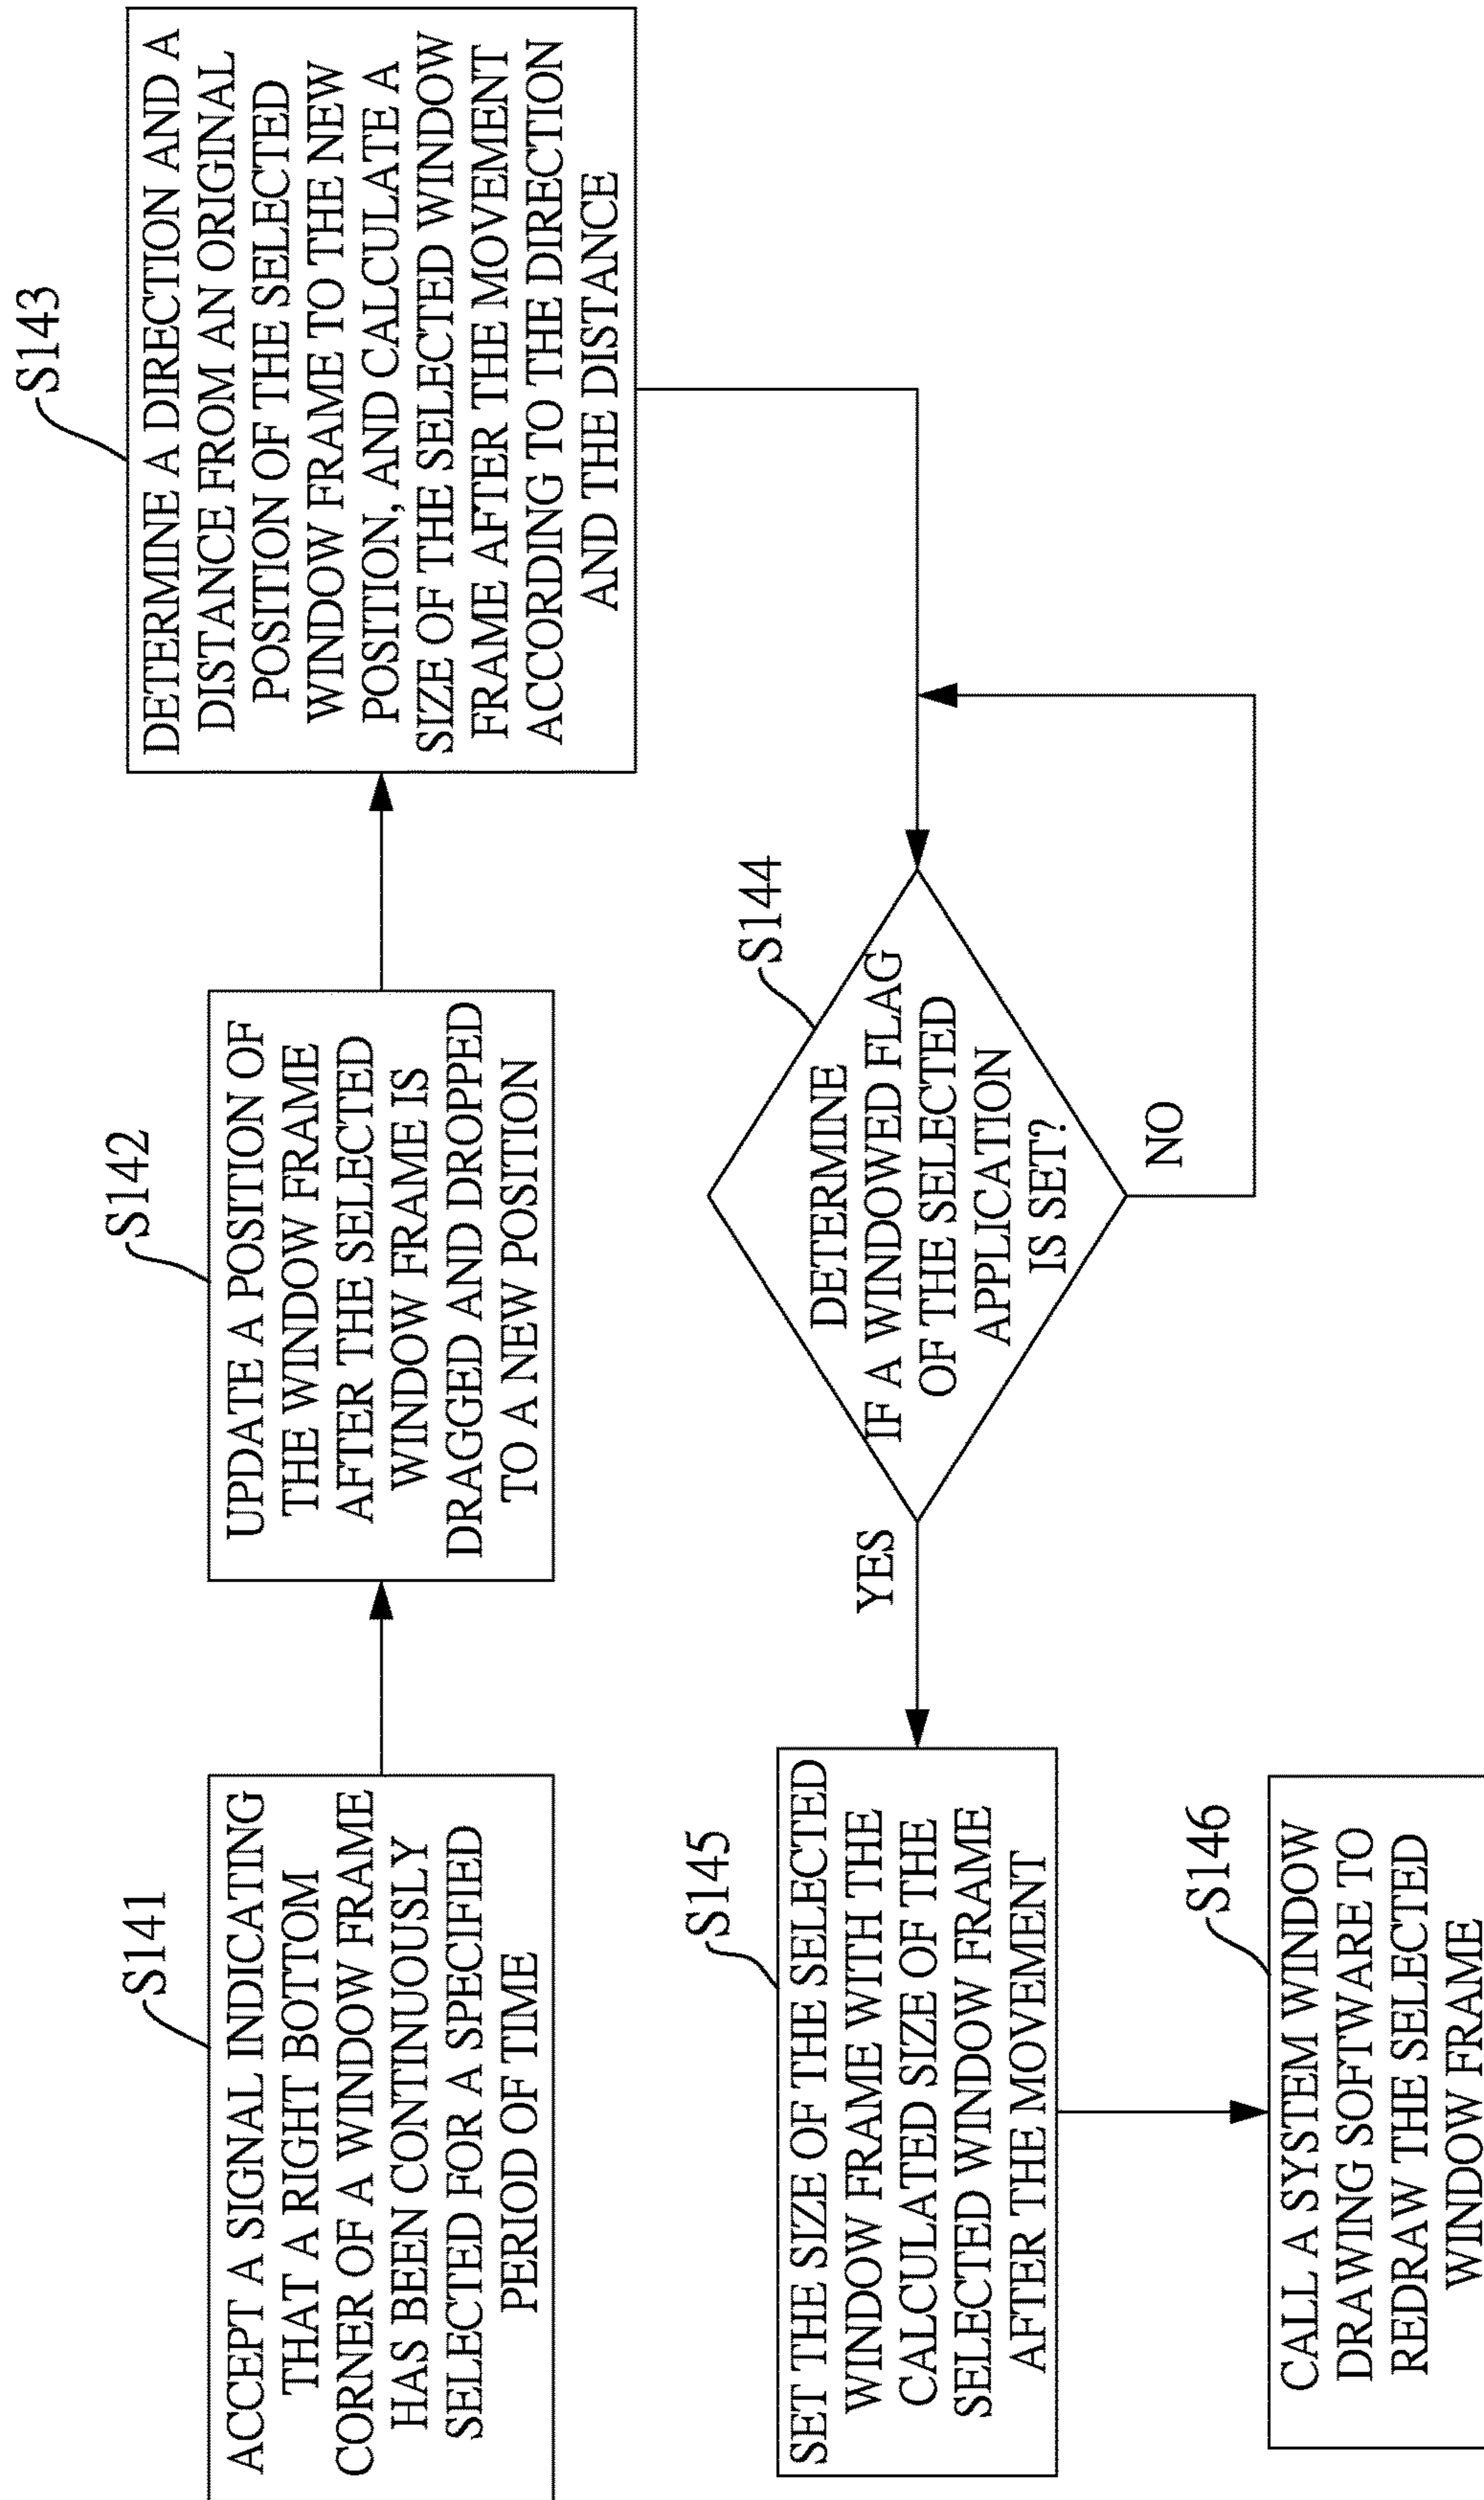 S141
ACCEPT A SIGNAL INDICATING
THAT A RIGHT BOTTOM
CORNER OF A WINDOW FRAME
HAS BEEN CONTINUOUSLY
SELECTED FOR A SPECIFIED
PERIOD OF TIME
S142
UPDATE A POSITION OF
THE WINDOW FRAME
AFTER THE SELECTED
WINDOW FRAME IS
DRAGGED AND DROPPED
TO A NEW POSITION
S143
DETERMINE A DIRECTION AND A
DISTANCE FROM AN ORIGINAL
POSITION OF THE SELECTED
WINDOW FRAME TO THE NEW
POSITION, AND CALCULATE A
SIZE OF THE SELECTED WINDOW
FRAME AFTER THE MOVEMENT
ACCORDING TO THE DIRECTION
AND THE DISTANCE
S144
DETERMINE
IF A WINDOWED FLAG
OF THE SELECTED
APPLICATION
IS SET?
NO
YES
S145
SET THE SIZE OF THE SELECTED
WINDOW FRAME WITH THE
CALCULATED SIZE OF THE
SELECTED WINDOW FRAME
AFTER THE MOVEMENT
S146
CALL A SYSTEM WINDOW
DRAWING SOFTWARE TO
REDRAW THE SELECTED
WINDOW FRAME